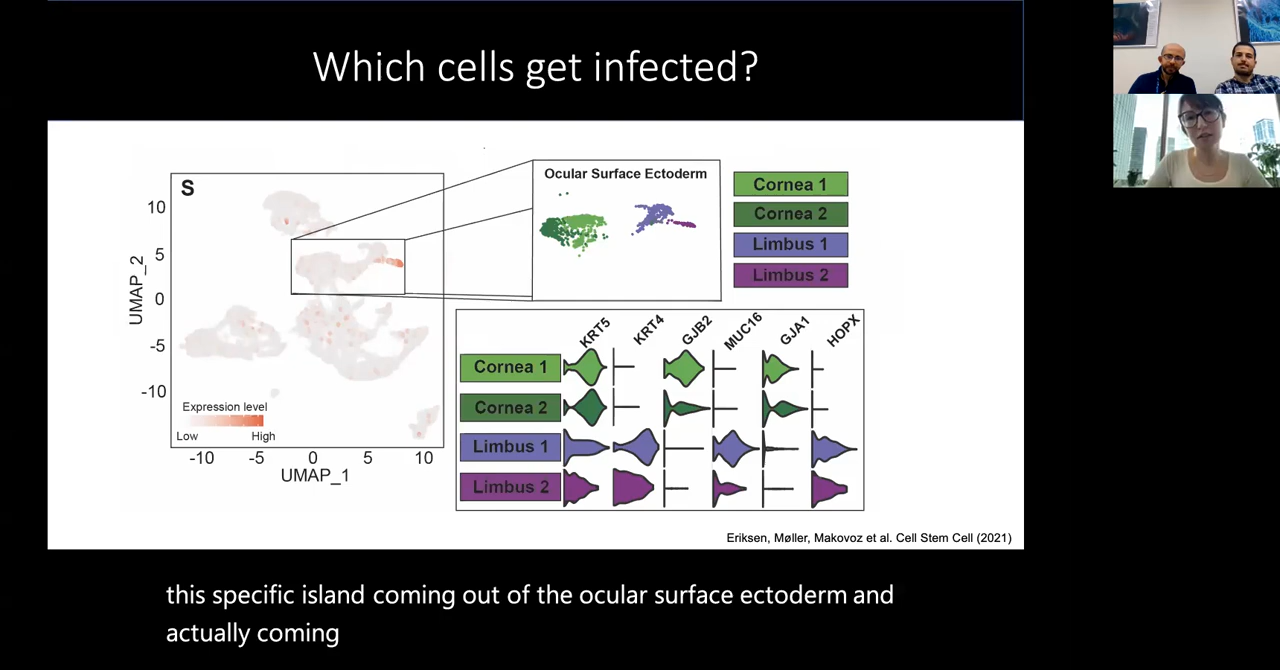 Which cells get infected?
S
10
5
0
-5
-10
UMAP_2
Expression level
Low High
-10 -5 0 5 10
UMAP_1
Ocular Surface Ectoderm
Cornea 1
Cornea 2
Limbus 1
Limbus 2
KRT5 KRT4 GJB2 MUC16 GJA1 HOPX
Cornea 1
Cornea 2
Limbus 1
Limbus 2
Eriksen, Møller, Makovoz et al. Cell Stem Cell (2021)
this specific island coming out of the ocular surface ectoderm and
actually coming